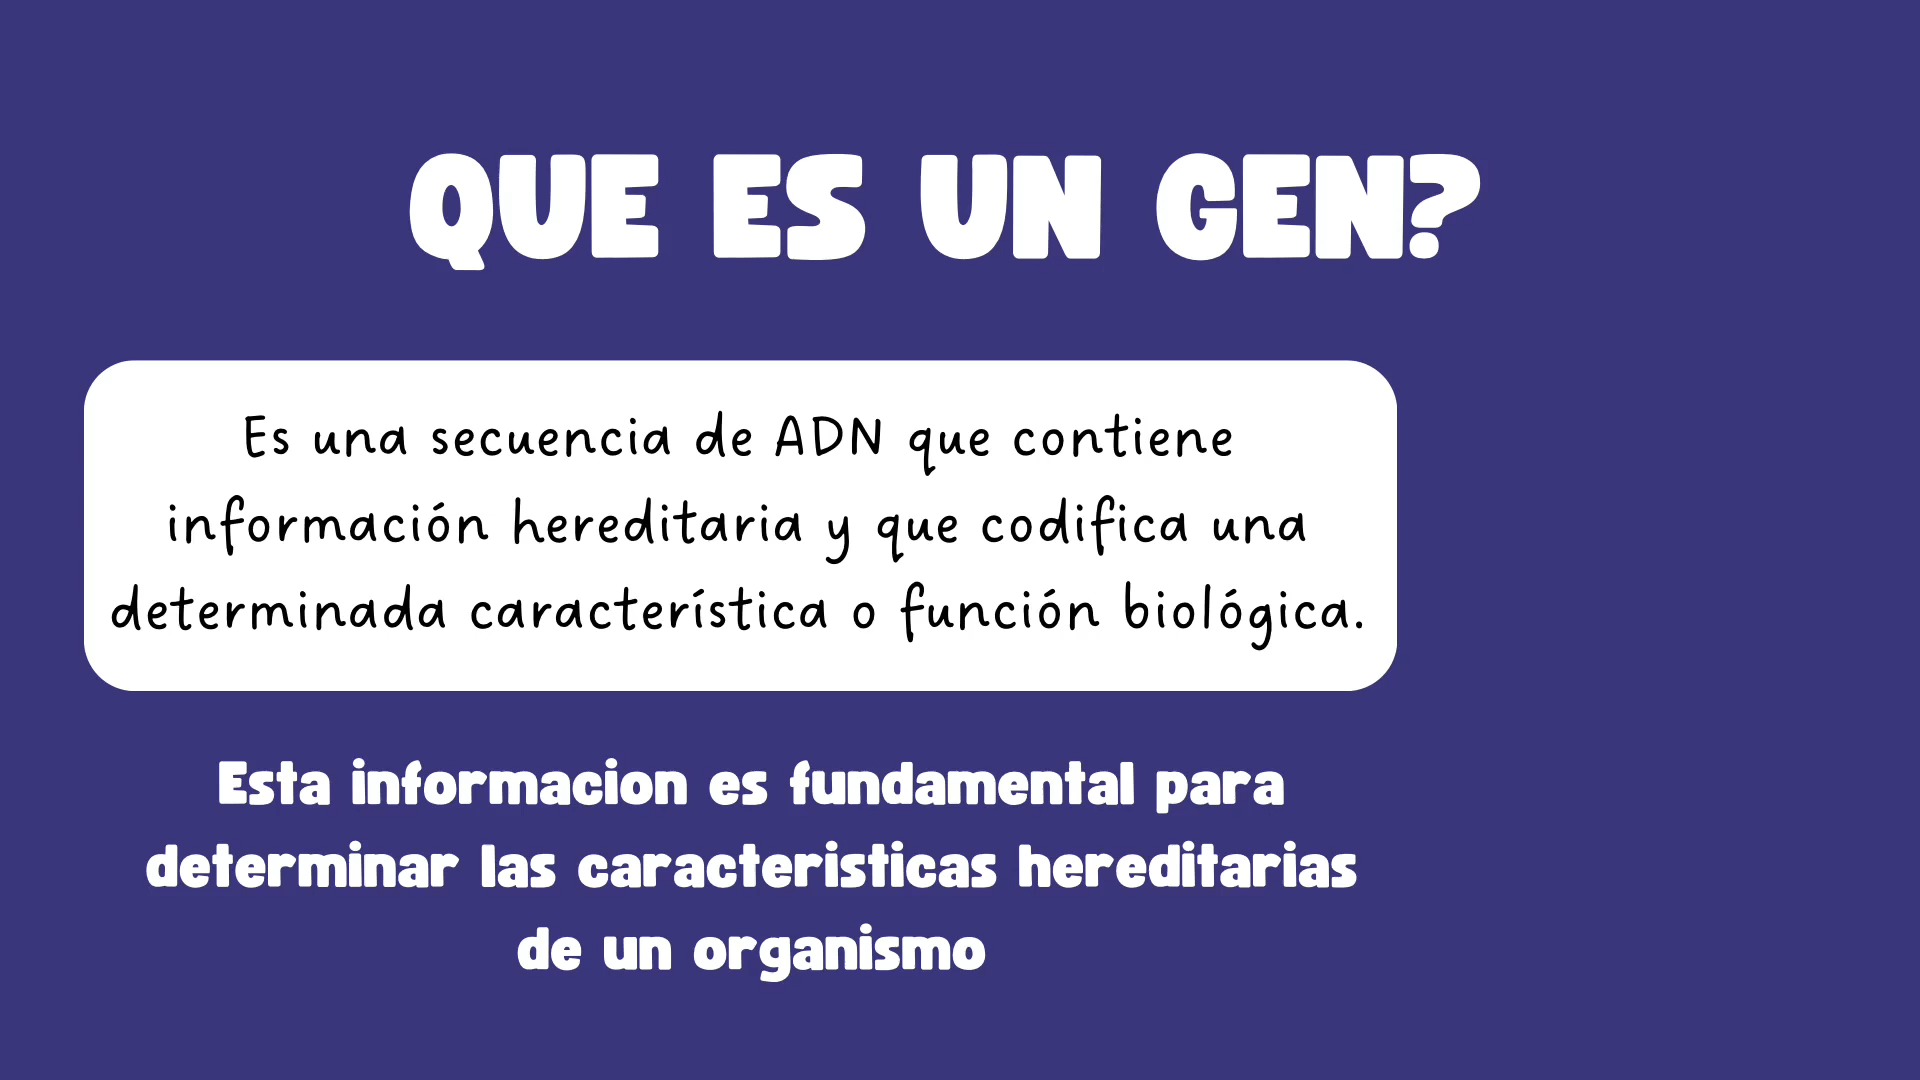 QUE ES UN GEN?
Es una secuencia de ADN que contiene
información hereditaria y que codifica una
determinada característica o función biológica.
Esta informacion es fundamental para
determinar las caracteristicas hereditarias
de un organismo